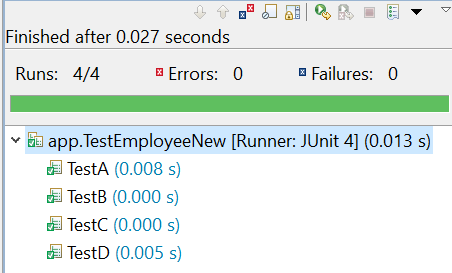 Finished after 0.027 seconds
Runs: 4/4 Errors: 0 Failures: 0
app.TestEmployeeNew [Runner: JUnit 4] (0.013 s)
TestA (0.008 s)
TestB (0.000 s)
TestC (0.000 s)
TestD (0.005 s)